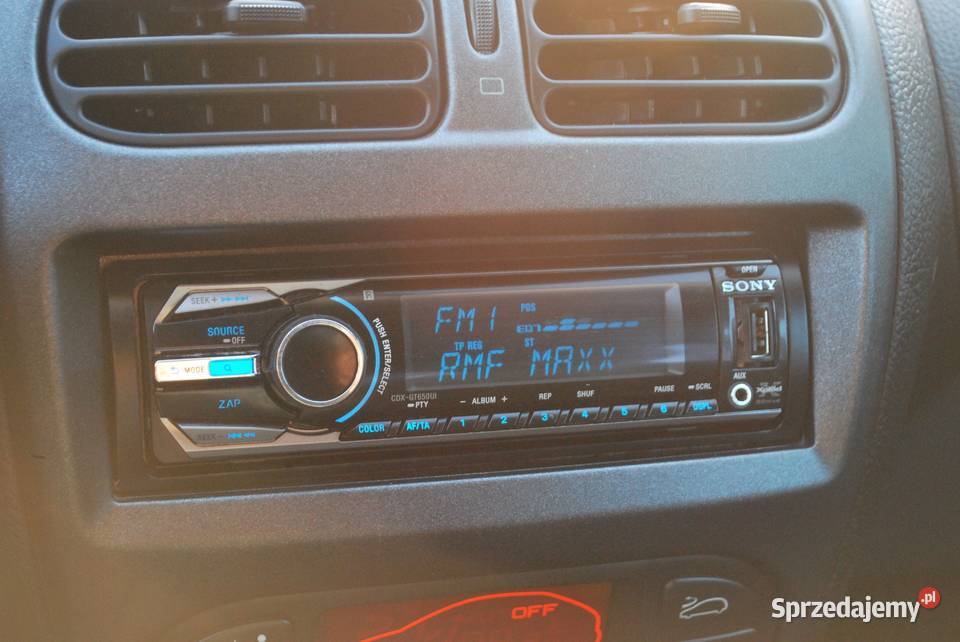 OPEN
SONY
SEEK +
SOURCE
OFF
MODE
ZAP
SEEK -
PUSH ENTER/SELECT
FM1
POS
EQ7
TP REG
ST
RMF MAXX
CDX-GT650UI
PTY
- ALBUM +
REP
SHUF
PAUSE
SCRL
AUX
COLOR
AF/TA
1
2
3
4
5
6
DSPL
OFF
Sprzedajemy.pl